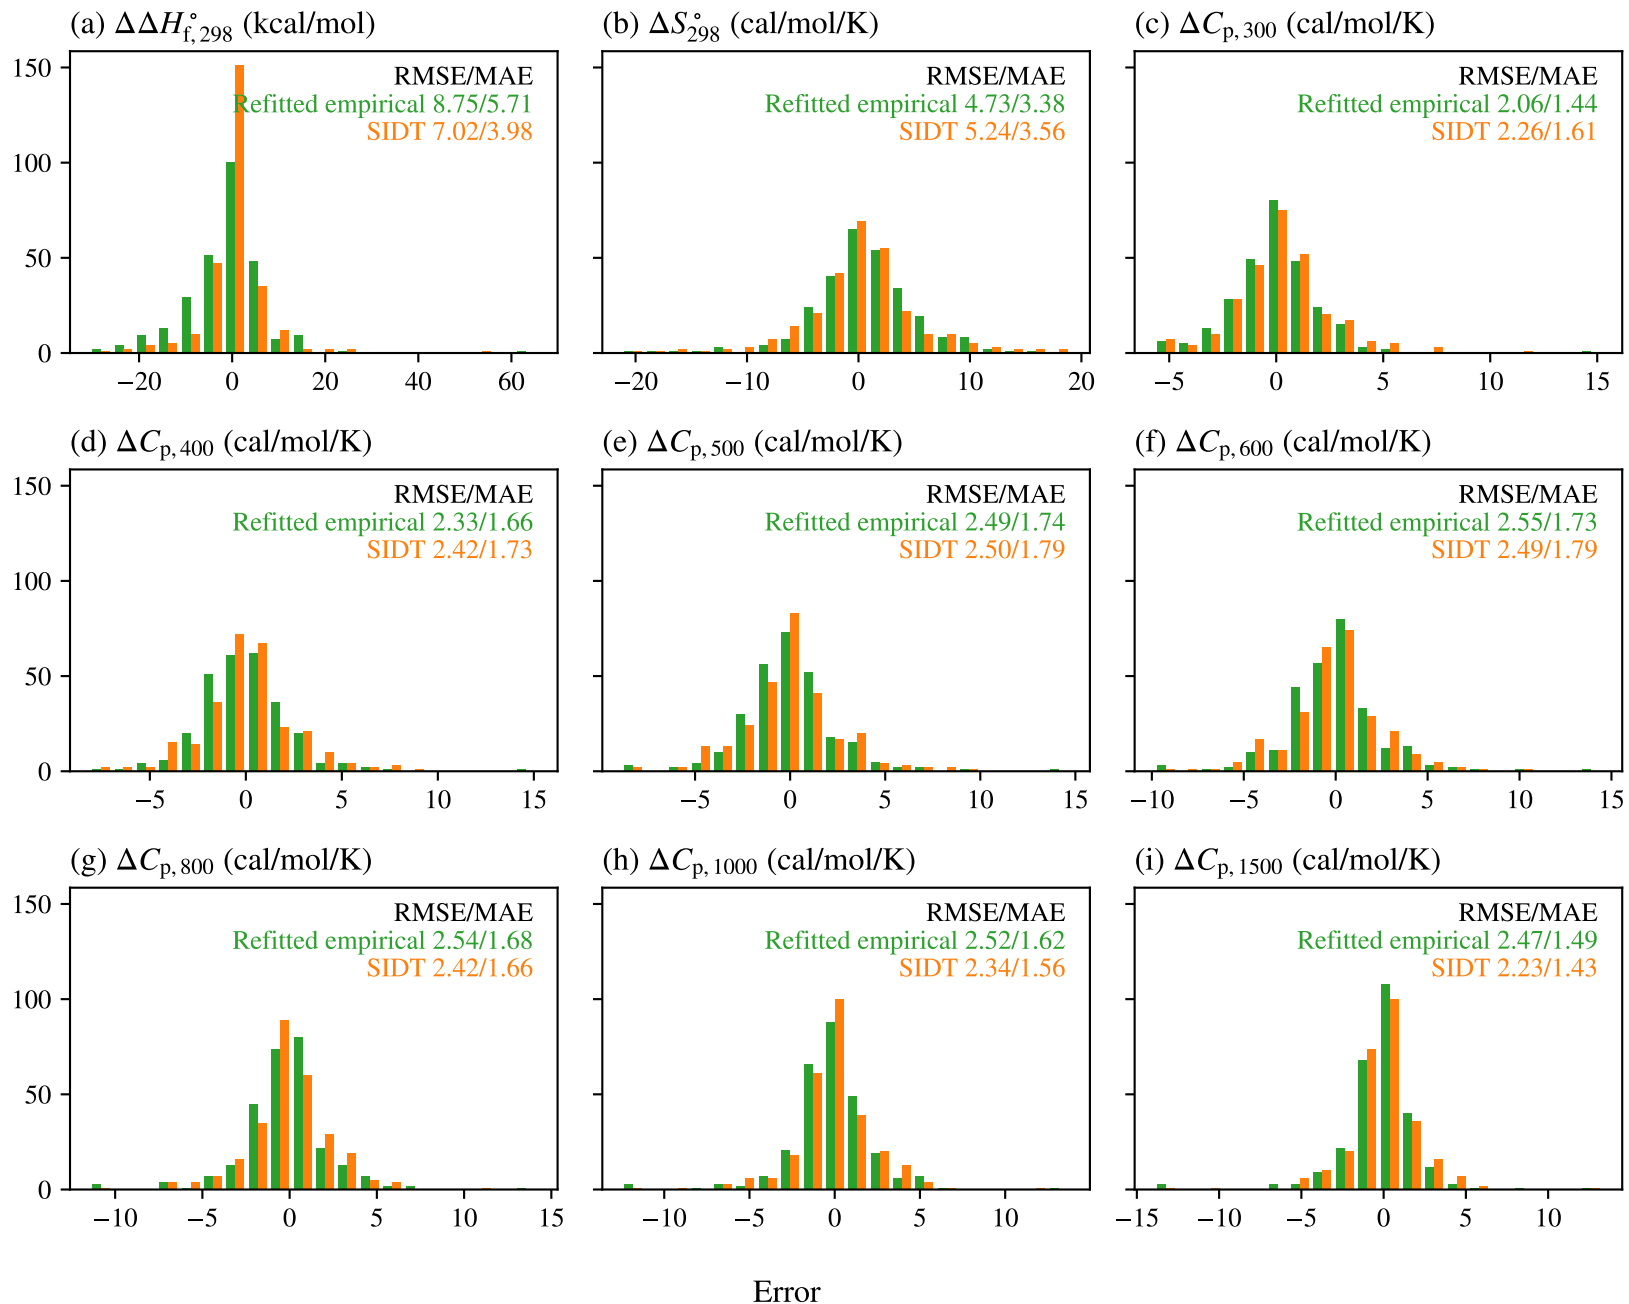 (a) ΔΔH°f,298 (kcal/mol)
RMSE/MAE
Refitted empirical 8.75/5.71
SIDT 7.02/3.98
150
100
50
0
−20 0 20 40 60
(b) ΔS°298 (cal/mol/K)
RMSE/MAE
Refitted empirical 4.73/3.38
SIDT 5.24/3.56
−20 −10 0 10 20
(c) ΔCp,300 (cal/mol/K)
RMSE/MAE
Refitted empirical 2.06/1.44
SIDT 2.26/1.61
−5 0 5 10 15
(d) ΔCp,400 (cal/mol/K)
RMSE/MAE
Refitted empirical 2.33/1.66
SIDT 2.42/1.73
150
100
50
0
−5 0 5 10 15
(e) ΔCp,500 (cal/mol/K)
RMSE/MAE
Refitted empirical 2.49/1.74
SIDT 2.50/1.79
−5 0 5 10 15
(f) ΔCp,600 (cal/mol/K)
RMSE/MAE
Refitted empirical 2.55/1.73
SIDT 2.49/1.79
−10 −5 0 5 10 15
(g) ΔCp,800 (cal/mol/K)
RMSE/MAE
Refitted empirical 2.54/1.68
SIDT 2.42/1.66
150
100
50
0
−10 −5 0 5 10 15
(h) ΔCp,1000 (cal/mol/K)
RMSE/MAE
Refitted empirical 2.52/1.62
SIDT 2.34/1.56
−10 −5 0 5 10
(i) ΔCp,1500 (cal/mol/K)
RMSE/MAE
Refitted empirical 2.47/1.49
SIDT 2.23/1.43
−15 −10 −5 0 5 10
Error